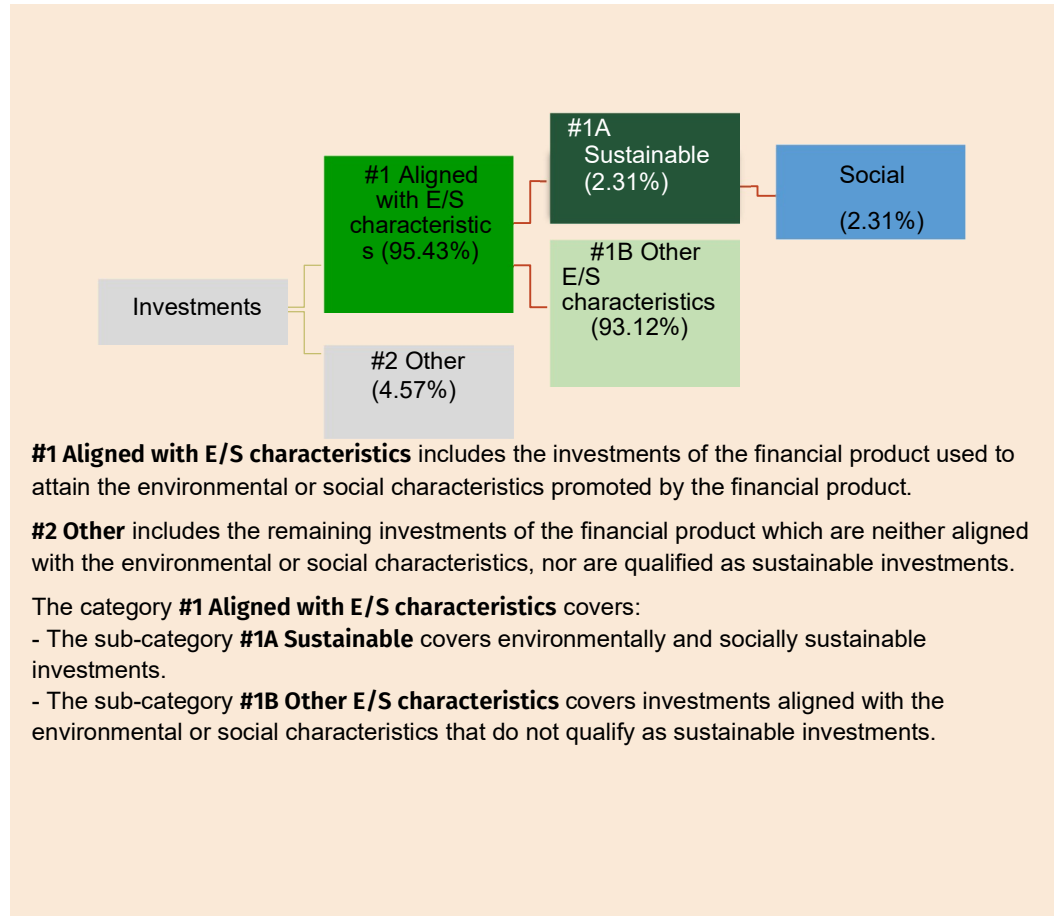 #1A
Sustainable
(2.31%)
Social
(2.31%)
#1 Aligned
with E/S
characteristic
s (95.43%)
#1B Other
E/S
characteristics
(93.12%)
Investments
#2 Other
(4.57%)
#1 Aligned with E/S characteristics includes the investments of the financial product used to
attain the environmental or social characteristics promoted by the financial product.
#2 Other includes the remaining investments of the financial product which are neither aligned
with the environmental or social characteristics, nor are qualified as sustainable investments.
The category #1 Aligned with E/S characteristics covers:
- The sub-category #1A Sustainable covers environmentally and socially sustainable
investments.
- The sub-category #1B Other E/S characteristics covers investments aligned with the
environmental or social characteristics that do not qualify as sustainable investments.